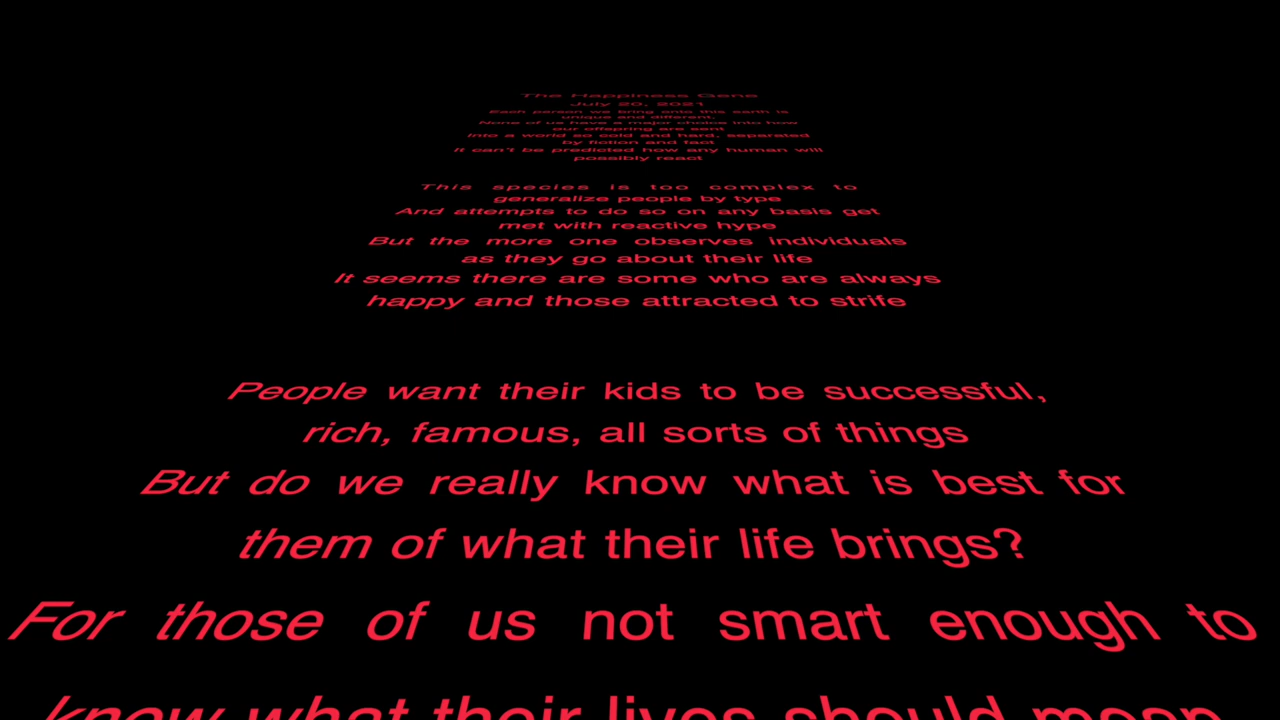 The Happiness Gene
July 20, 2021
Each person we bring onto this earth is
unique and different,
None of us have a major choice into how
our offspring are sent
Into a world so cold and hard, separated
by fiction and fact
It can't be predicted how any human will
possibly react
This species is too complex to
generalize people by type
And attempts to do so on any basis get
met with reactive hype
But the more one observes individuals
as they go about their life
It seems there are some who are always
happy and those attracted to strife
People want their kids to be successful,
rich, famous, all sorts of things
But do we really know what is best for
them of what their life brings?
For those of us not smart enough to
know what their lives should mean